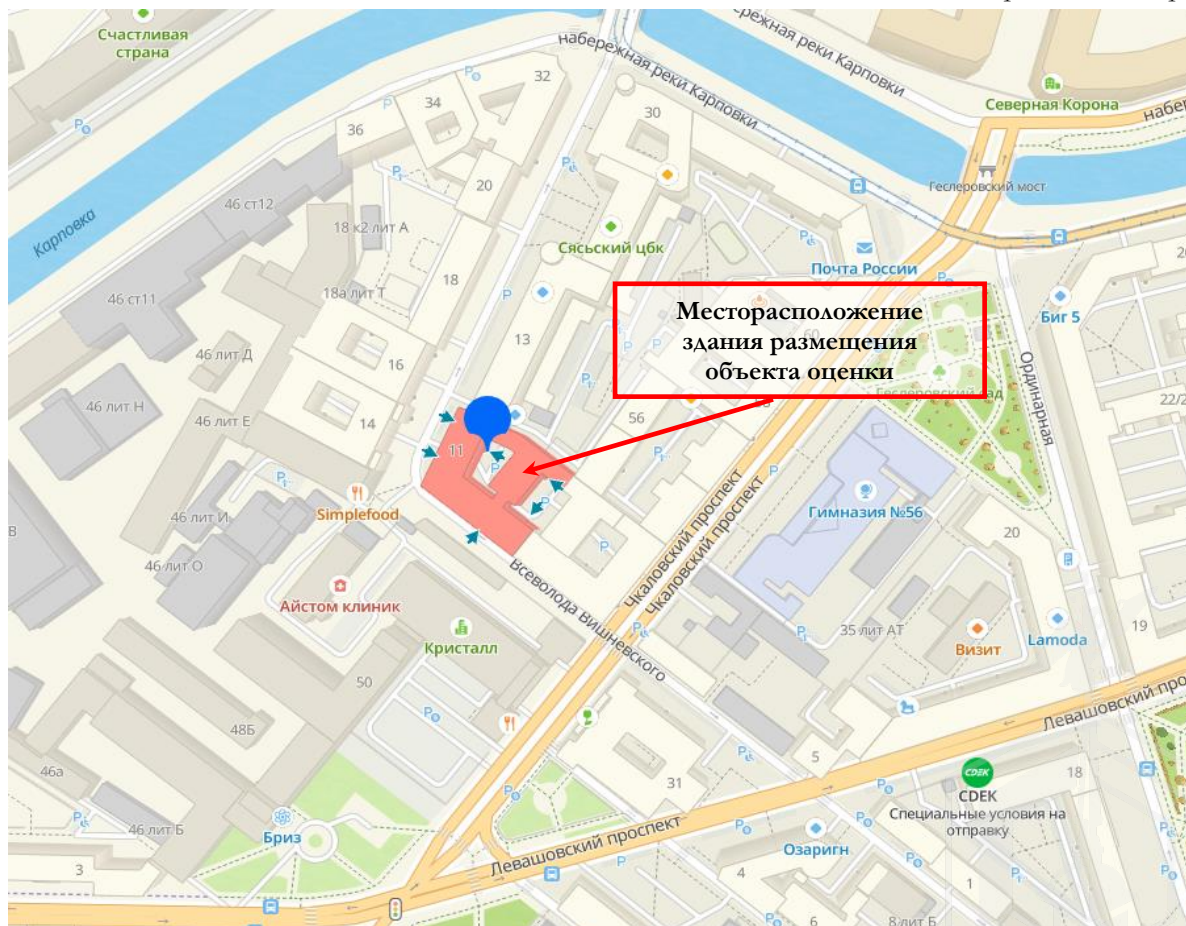 Счастливая
страна
набережная реки Карповки
набережная реки Карповки
Северная Корона
32
34
30
36
20
Геслеровский мост
46 ст12
Карповка
18 к2 лит А
Сясьский цбк
Почта России
18
46 ст11
18а лит Т
Месторасположение
здания размещения
объекта оценки
60
Биг 5
13
46 лит Д
16
Ординарная
Геслеровский сад
46 лит Н
46 лит Е
14
56
11
Simplefood
46 лит И
Гимназия №56
20
46 лит О
Чкаловский проспект
Чкаловский проспект
Айстом клиник
Всеволода Вишневского
Кристалл
35 лит АТ
Визит
Lamoda
19
50
48Б
Левашовский про
5
46а
31
CDEK
CDEK
18
Специальные условия на
отправку
46 лит Б
Бриз
Левашовский проспект
Озаригн
3
4
1
6
8 лит Б